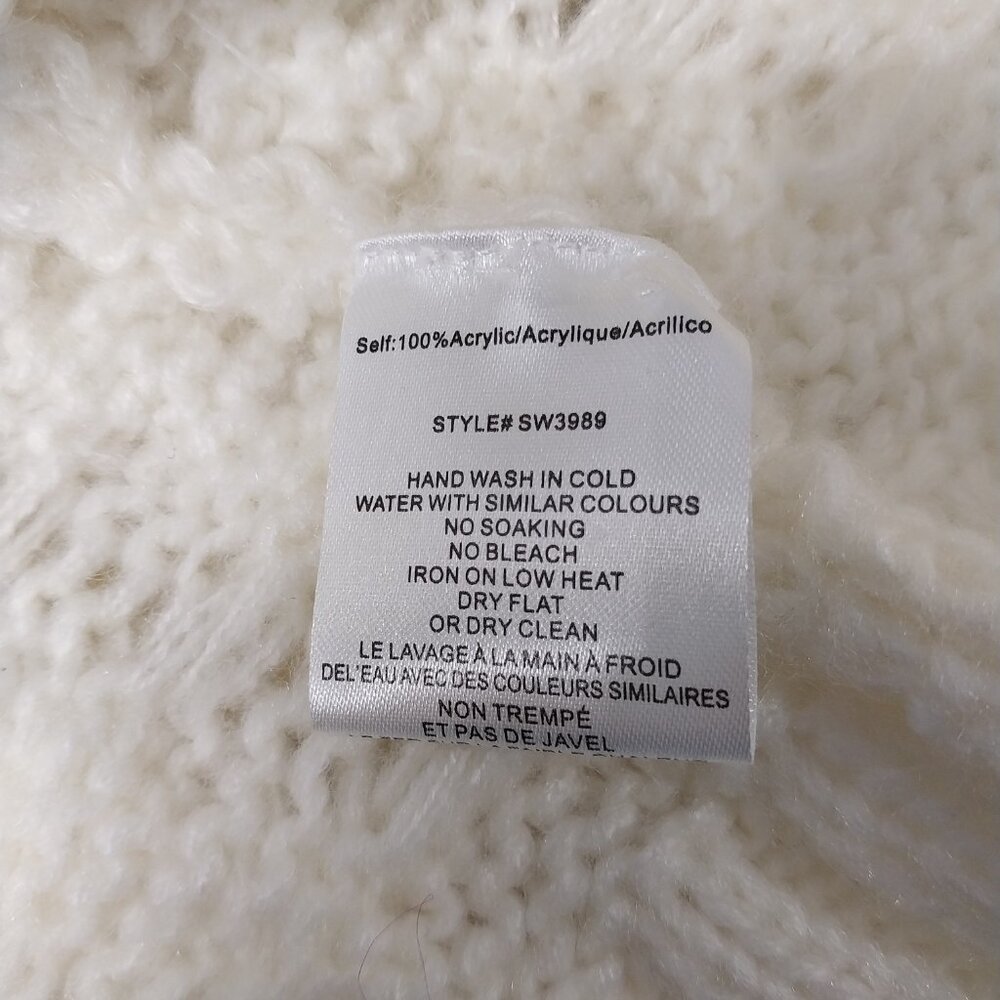 Self:100%Acrylic/Acrylique/Acrilico
STYLE# SW3989
HAND WASH IN COLD
WATER WITH SIMILAR COLOURS
NO SOAKING
NO BLEACH
IRON ON LOW HEAT
DRY FLAT
OR DRY CLEAN
LE LAVAGE À LA MAIN À FROID
DEL'EAU AVEC DES COULEURS SIMILAIRES
NON TREMPÉ
ET PAS DE JAVEL